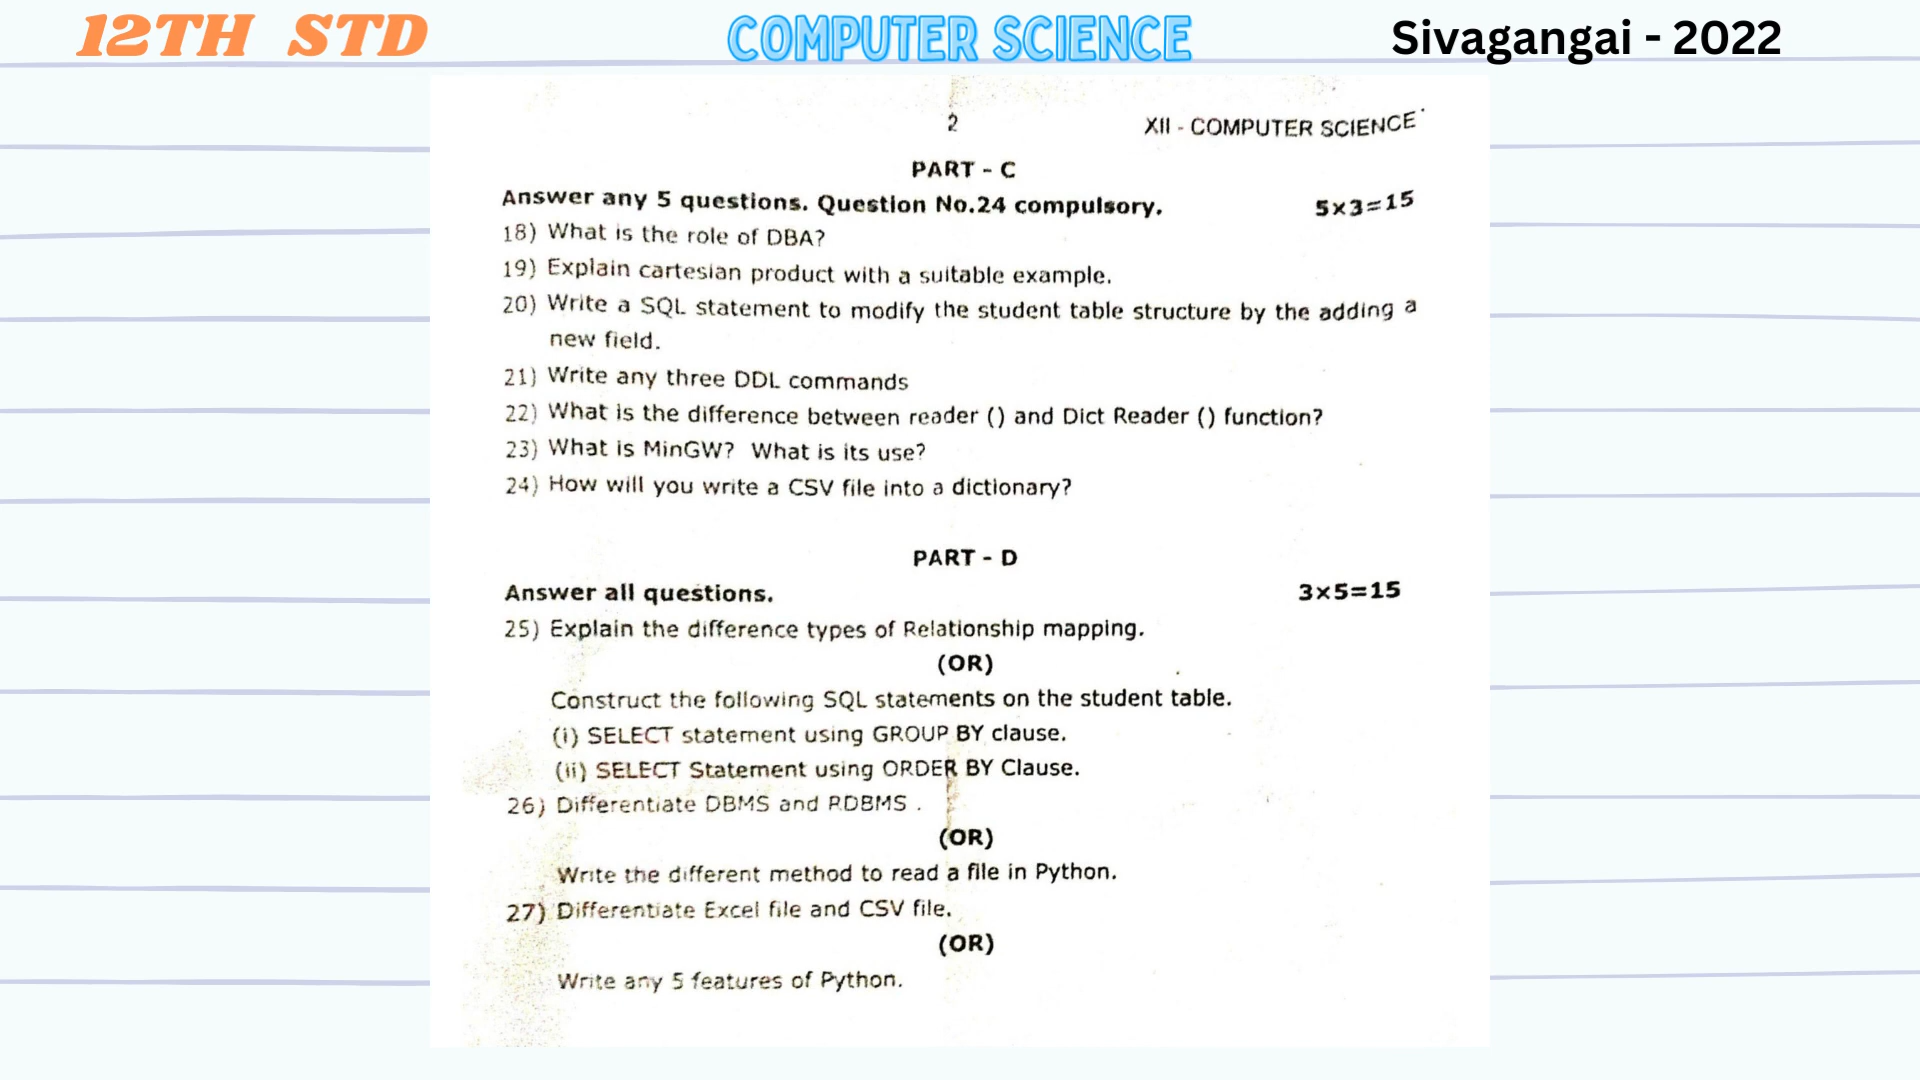 12TH STD
COMPUTER SCIENCE
Sivagangai - 2022
2
XII - COMPUTER SCIENCE
PART - C
Answer any 5 questions. Question No.24 compulsory. 5×3=15
18) What is the role of DBA?
19) Explain cartesian product with a suitable example.
20) Write a SQL statement to modify the student table structure by the adding a
new field.
21) Write any three DDL commands
22) What is the difference between reader () and Dict Reader () function?
23) What is MinGW? What is its use?
24) How will you write a CSV file into a dictionary?
PART - D
Answer all questions. 3×5=15
25) Explain the difference types of Relationship mapping.
(OR)
Construct the following SQL statements on the student table.
(i) SELECT statement using GROUP BY clause.
(ii) SELECT Statement using ORDER BY Clause.
26) Differentiate DBMS and RDBMS .
(OR)
Write the different method to read a file in Python.
27) Differentiate Excel file and CSV file.
(OR)
Write any 5 features of Python.